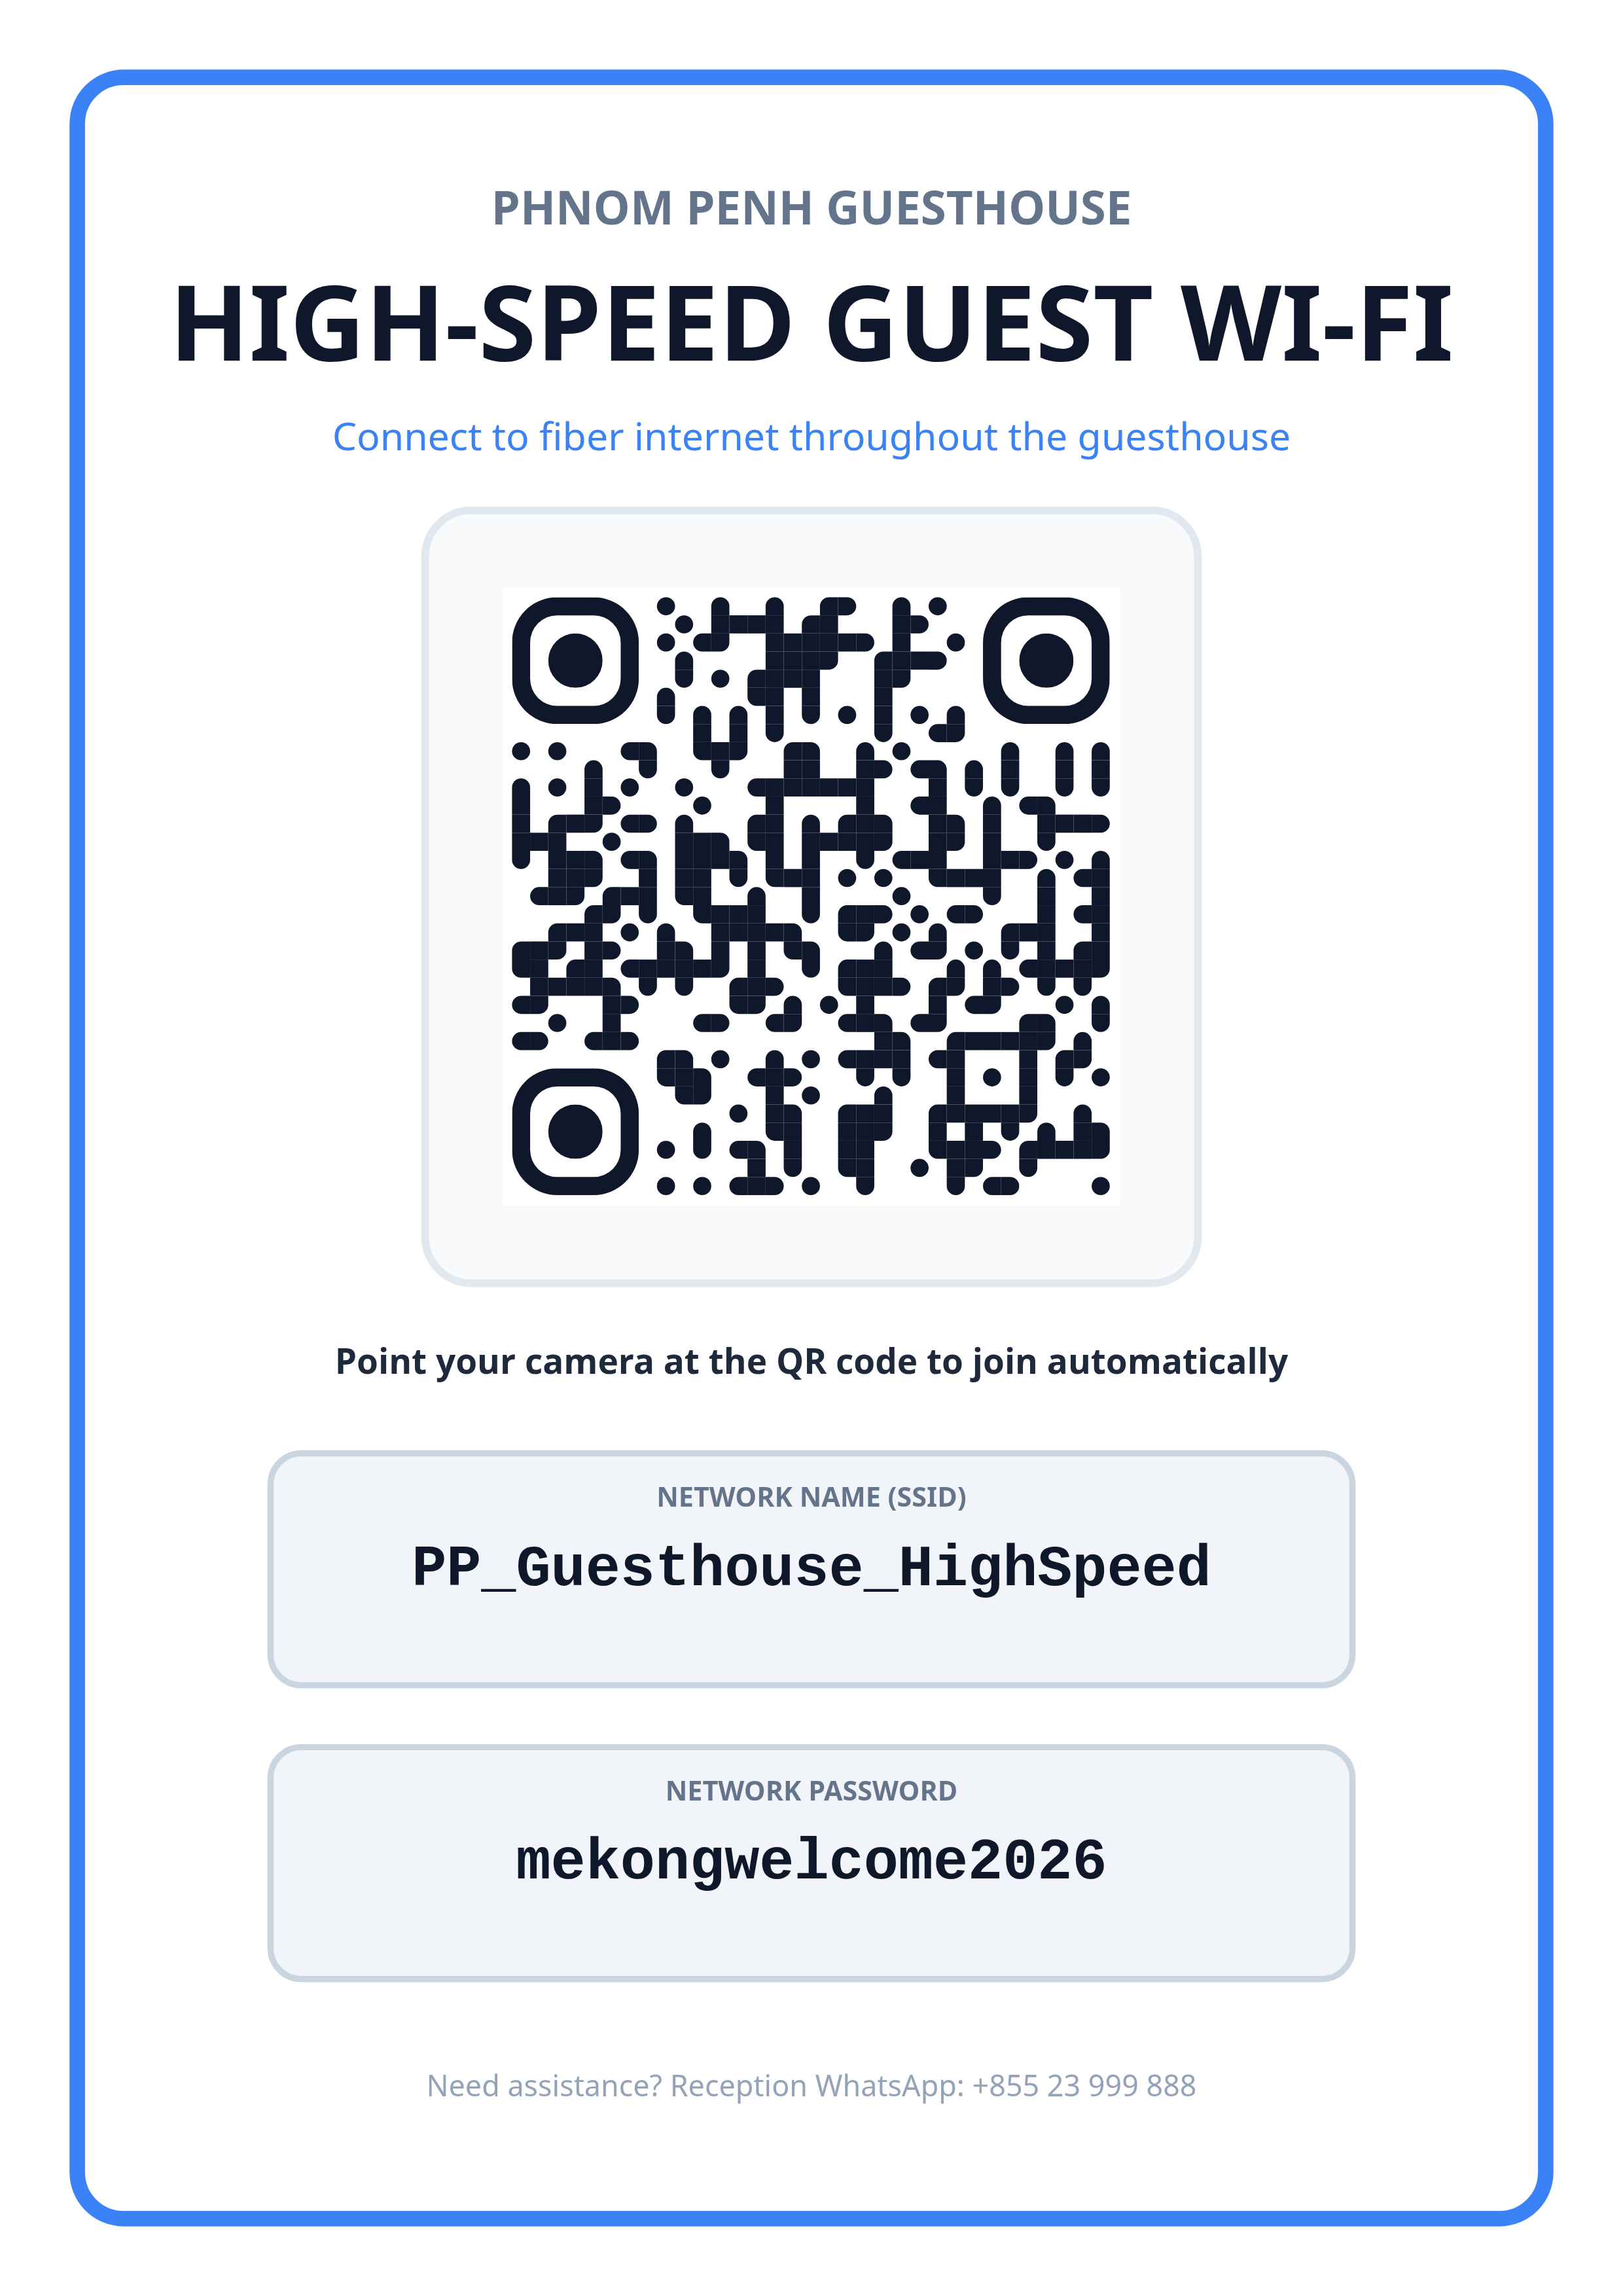 PHNOM PENH GUESTHOUSE
HIGH-SPEED GUEST WI-FI
Connect to fiber internet throughout the guesthouse
Point your camera at the QR code to join automatically
NETWORK NAME (SSID)
PP_Guesthouse_HighSpeed
NETWORK PASSWORD
mekongwelcome2026
Need assistance? Reception WhatsApp: +855 23 999 888